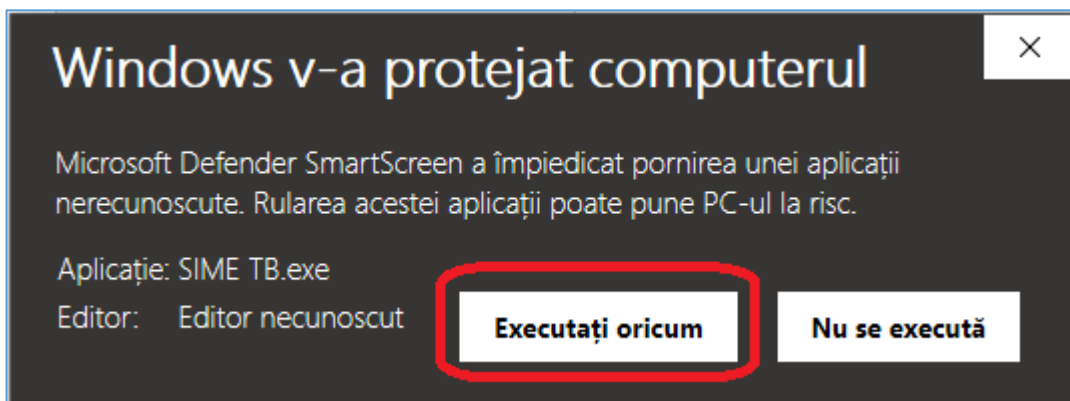 Windows v-a protejat computerul
Microsoft Defender SmartScreen a împiedicat pornirea unei aplicații
nerecunoscute. Rularea acestei aplicații poate pune PC-ul la risc.
Aplicație: SIME TB.exe
Editor: Editor necunoscut
Executați oricum
Nu se execută